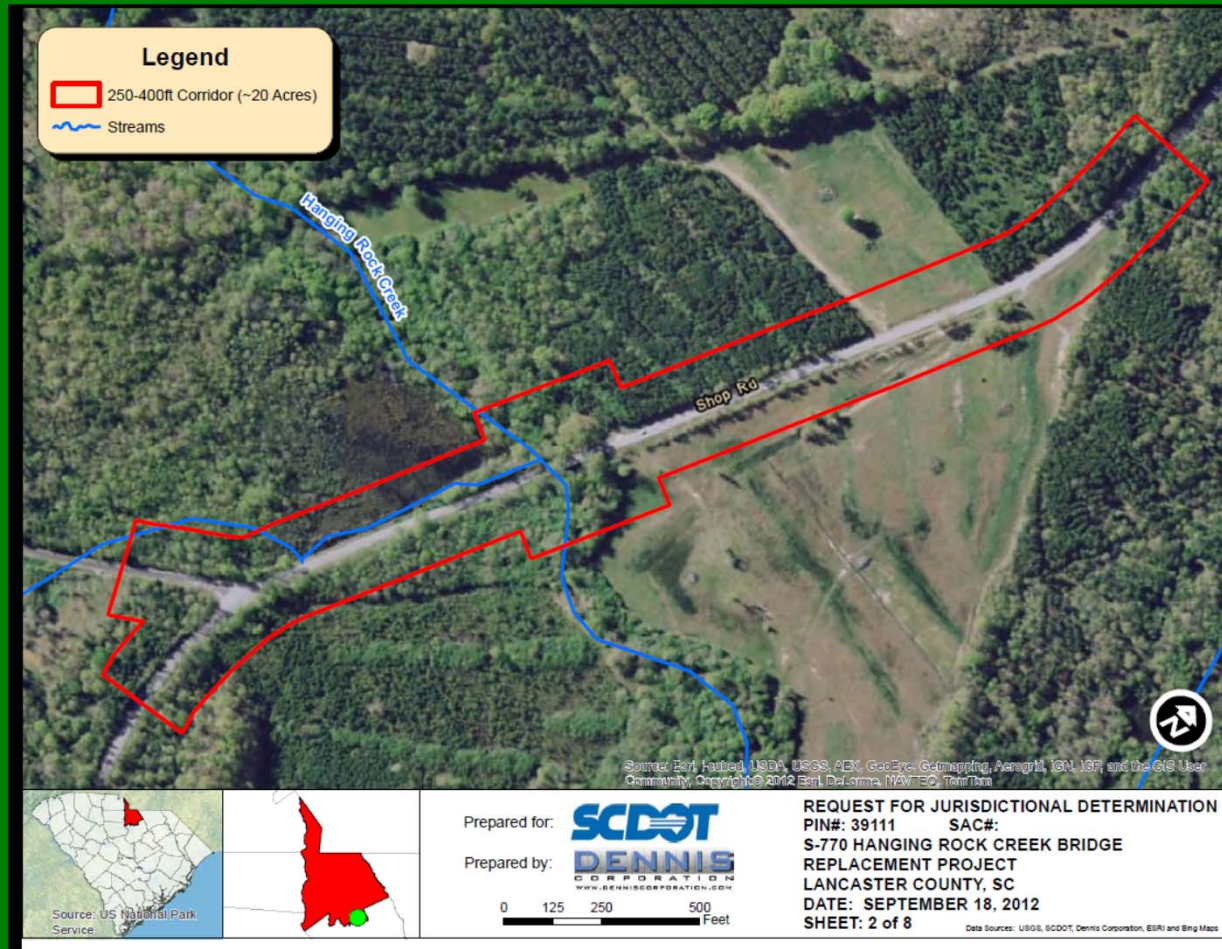 Legend
250-400ft Corridor (~20 Acres)
Streams
Hanging Rock Creek
Shop Rd
N
Source: Esri, i-cubed, USDA, USGS, AEX, GeoEye, Getmapping, Aerogrid, IGN, IGP, and the GIS User
Community, Copyright:© 2012 Esri, DeLorme, NAVTEQ, TomTom
Source: US National Park
Service
Prepared for:
SCDOT
Prepared by:
DENNIS
CORPORATION
WWW.DENNISCORPORATION.COM
0 125 250 500
Feet
REQUEST FOR JURISDICTIONAL DETERMINATION
PIN#: 39111 SAC#:
S-770 HANGING ROCK CREEK BRIDGE
REPLACEMENT PROJECT
LANCASTER COUNTY, SC
DATE: SEPTEMBER 18, 2012
SHEET: 2 of 8
Data Sources: USGS, SCDOT, Dennis Corporation, ESRI and Bing Maps